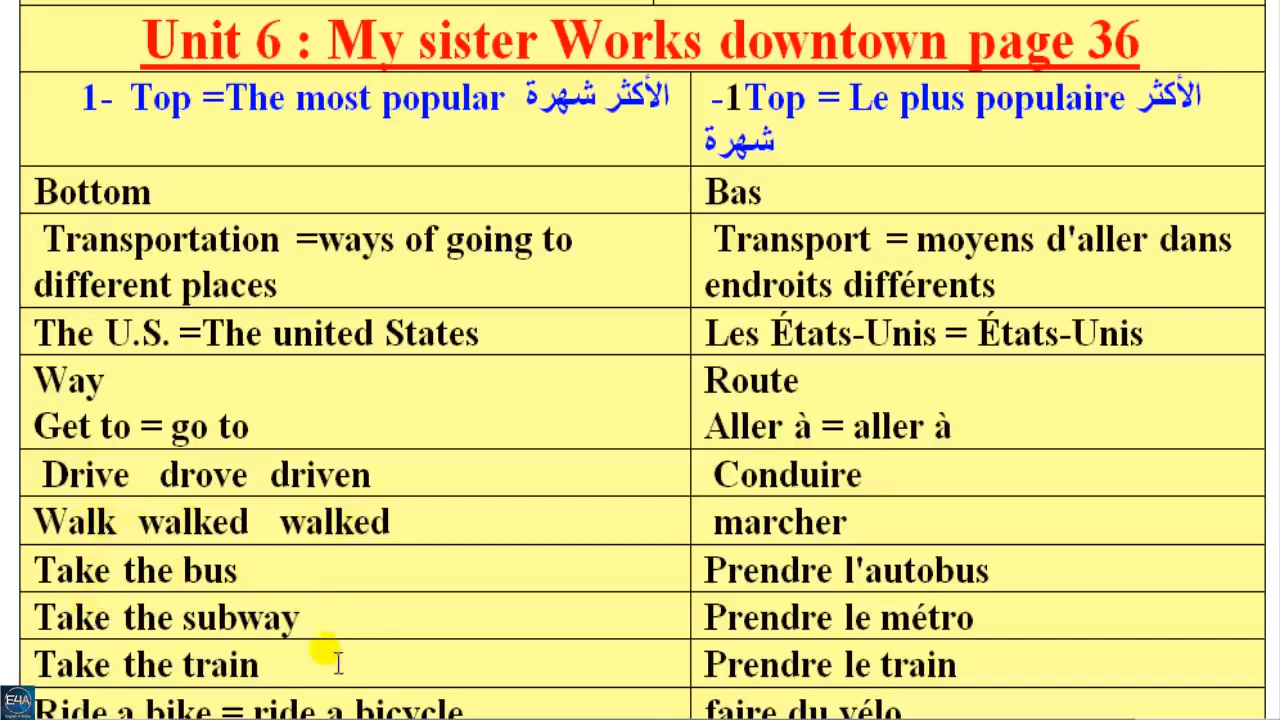 Unit 6 : My sister Works downtown page 36
1- Top =The most popular الأكثر شهرة
-1Top = Le plus populaire الأكثر
شهرة
Bottom
Bas
Transportation =ways of going to
different places
Transport = moyens d'aller dans
endroits différents
The U.S. =The united States
Les États-Unis = États-Unis
Way
Get to = go to
Route
Aller à = aller à
Drive drove driven
Conduire
Walk walked walked
marcher
Take the bus
Prendre l'autobus
Take the subway
Prendre le métro
Take the train
Prendre le train
Ride a bike = ride a bicycle
faire du vélo
E4A